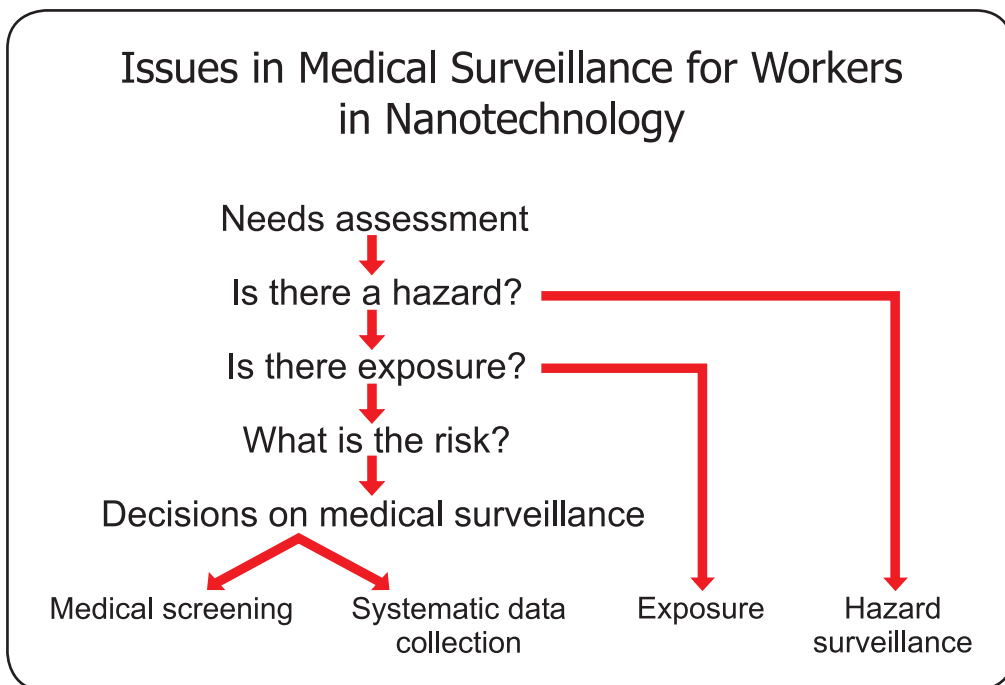 Issues in Medical Surveillance for Workers
in Nanotechnology
Needs assessment
Is there a hazard?
Is there exposure?
What is the risk?
Decisions on medical surveillance
Medical screening
Systematic data
collection
Exposure
Hazard
surveillance